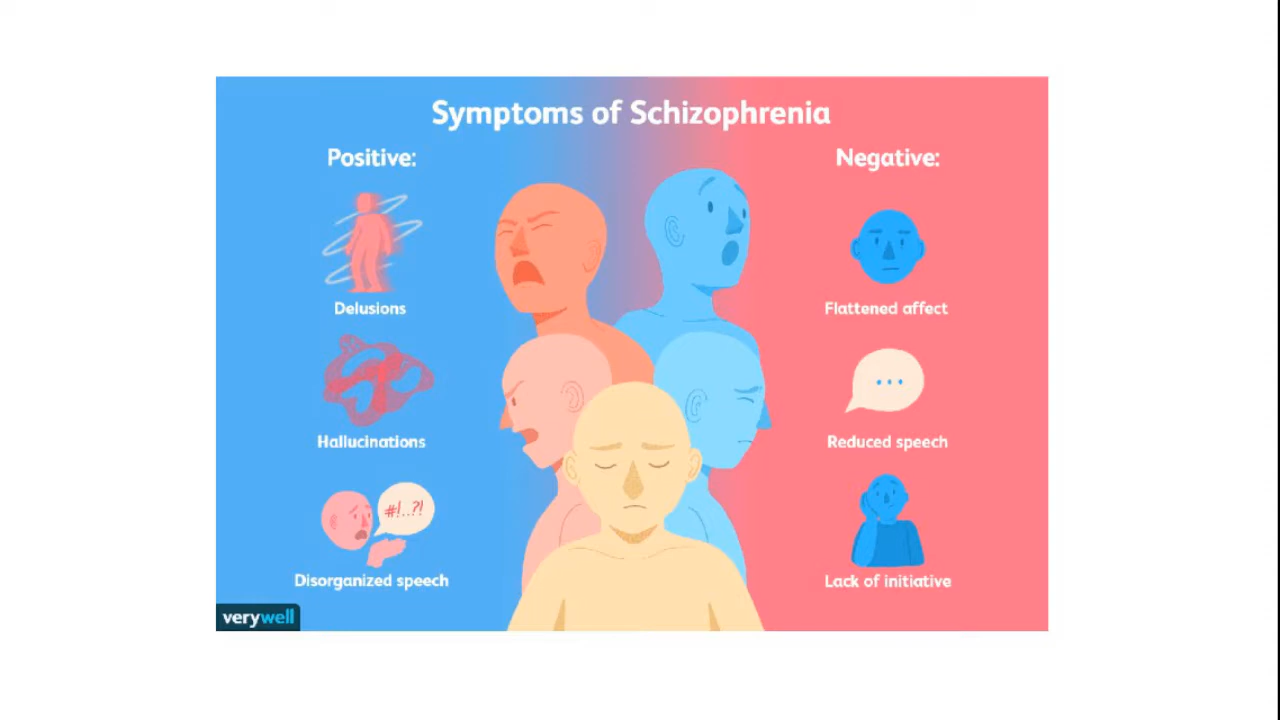 Symptoms of Schizophrenia
Positive:
Delusions
Hallucinations
#!..?!
Disorganized speech
Negative:
Flattened affect
Reduced speech
Lack of initiative
verywell